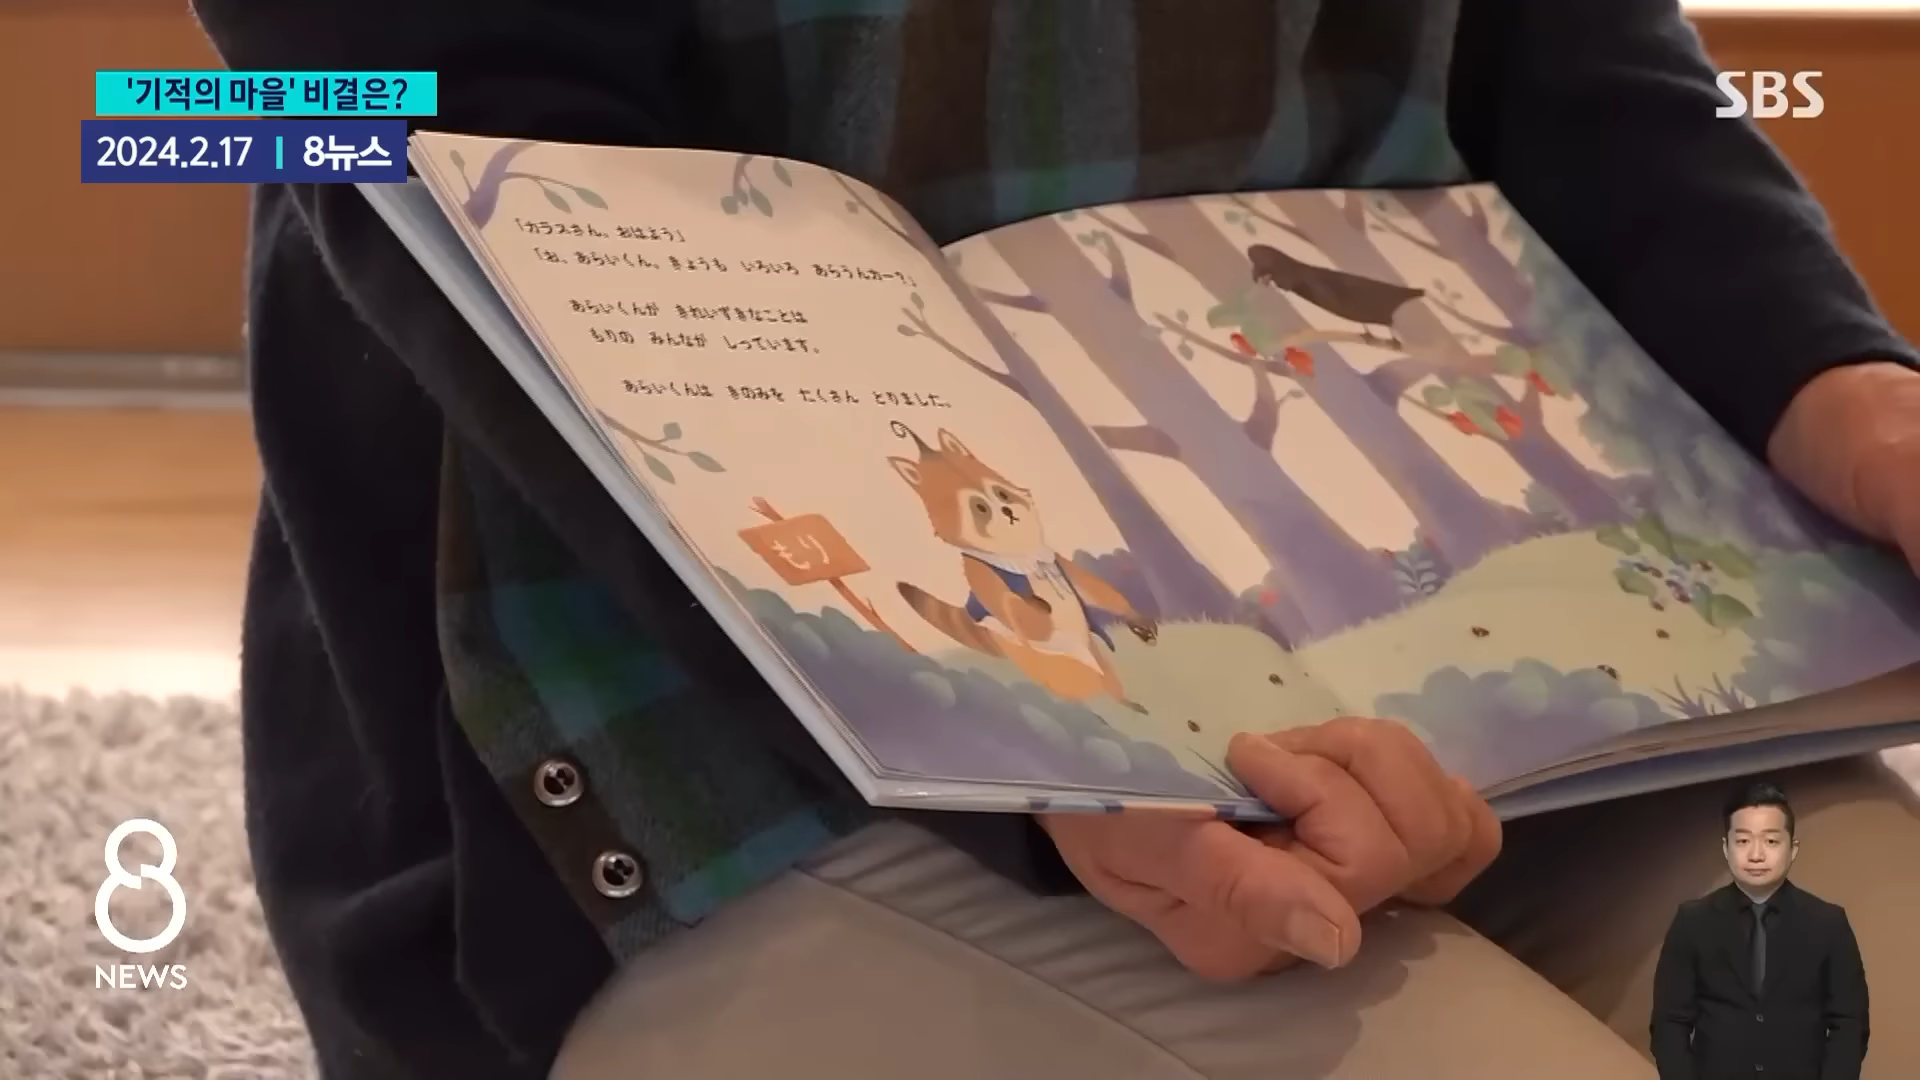 '기적의 마을' 비결은?
SBS
2024.2.17 | 8뉴스
「カラスさん、おはよう」
「お、あらいくん、きょうも いろいろ あらうんカー?」
あらいくんが きれいずきなことは
もりの みんなが しっています。
あらいくんは きのみを たくさん とりました。
もり
8
NEWS